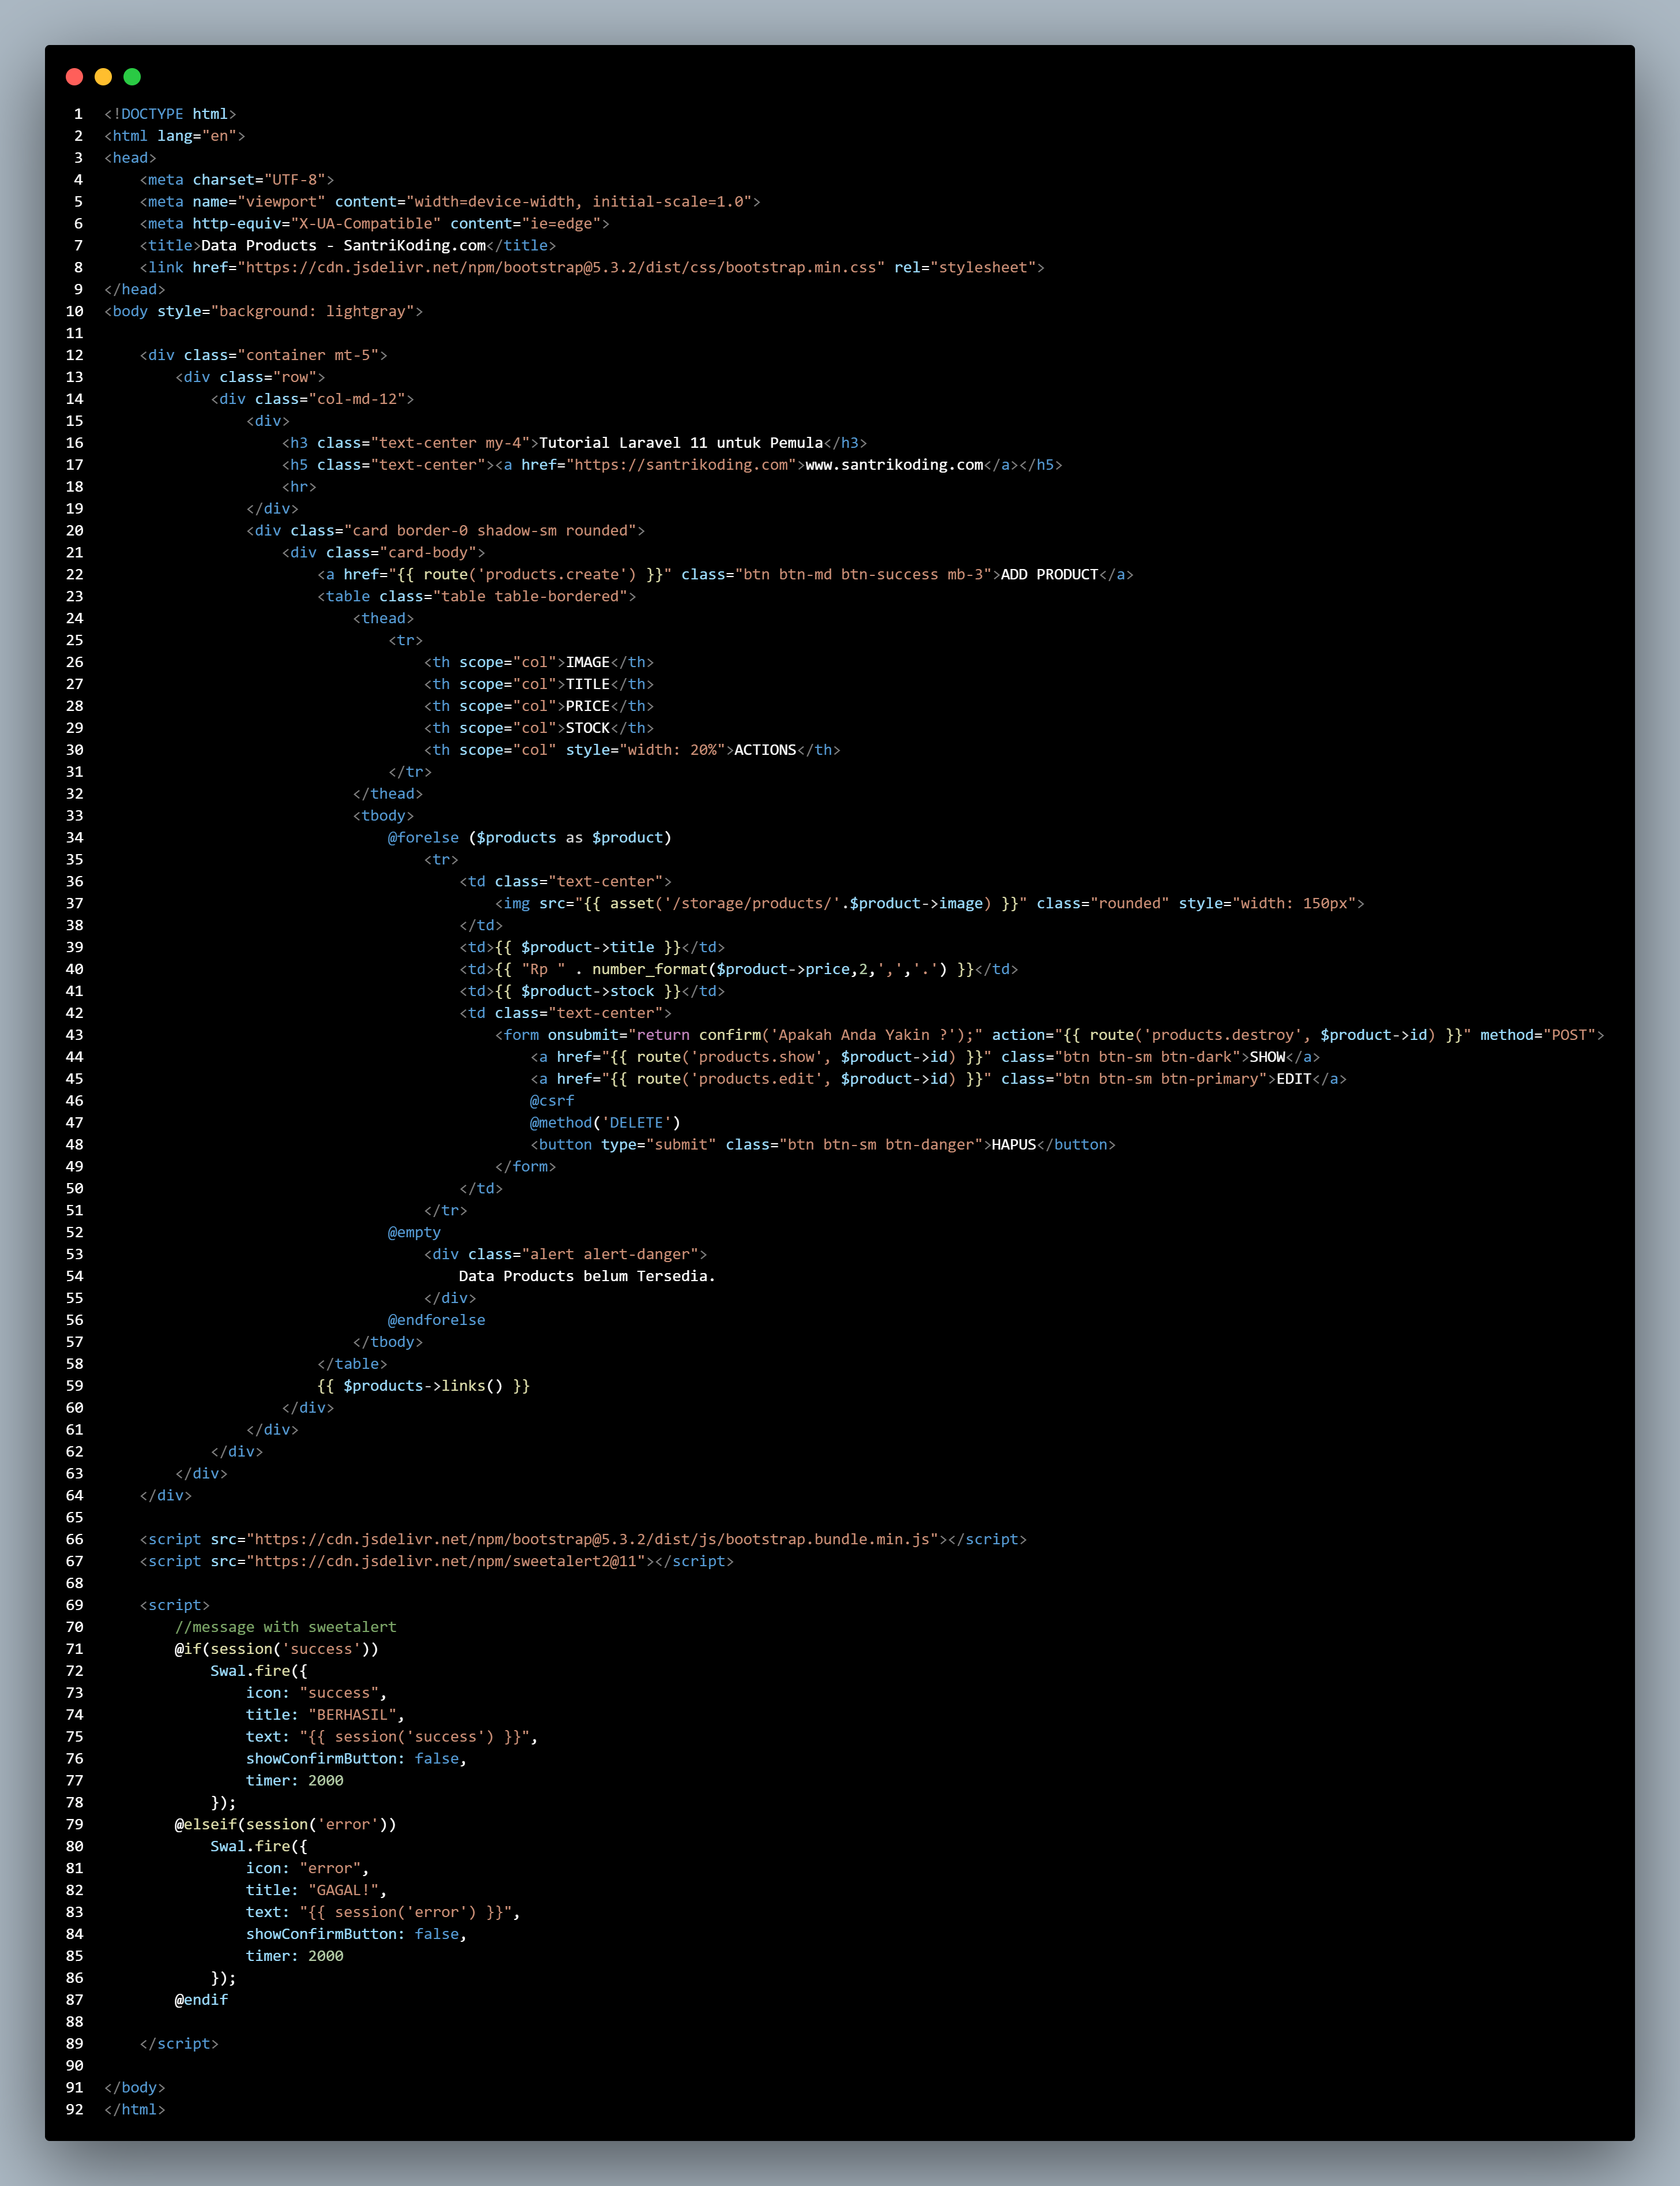 1 <!DOCTYPE html>
2 <html lang="en">
3 <head>
4     <meta charset="UTF-8">
5     <meta name="viewport" content="width=device-width, initial-scale=1.0">
6     <meta http-equiv="X-UA-Compatible" content="ie=edge">
7     <title>Data Products - SantriKoding.com</title>
8     <link href="https://cdn.jsdelivr.net/npm/bootstrap@5.3.2/dist/css/bootstrap.min.css" rel="stylesheet">
9 </head>
10 <body style="background: lightgray">
11
12     <div class="container mt-5">
13         <div class="row">
14             <div class="col-md-12">
15                 <div>
16                     <h3 class="text-center my-4">Tutorial Laravel 11 untuk Pemula</h3>
17                     <h5 class="text-center"><a href="https://santrikoding.com">www.santrikoding.com</a></h5>
18                     <hr>
19                 </div>
20                 <div class="card border-0 shadow-sm rounded">
21                     <div class="card-body">
22                         <a href="{{ route('products.create') }}" class="btn btn-md btn-success mb-3">ADD PRODUCT</a>
23                         <table class="table table-bordered">
24                             <thead>
25                                 <tr>
26                                     <th scope="col">IMAGE</th>
27                                     <th scope="col">TITLE</th>
28                                     <th scope="col">PRICE</th>
29                                     <th scope="col">STOCK</th>
30                                     <th scope="col" style="width: 20%">ACTIONS</th>
31                                 </tr>
32                             </thead>
33                             <tbody>
34                                 @forelse ($products as $product)
35                                     <tr>
36                                         <td class="text-center">
37                                             <img src="{{ asset('/storage/products/'.$product->image) }}" class="rounded" style="width: 150px">
38                                         </td>
39                                         <td>{{ $product->title }}</td>
40                                         <td>{{ "Rp " . number_format($product->price,2,',','.') }}</td>
41                                         <td>{{ $product->stock }}</td>
42                                         <td class="text-center">
43                                             <form onsubmit="return confirm('Apakah Anda Yakin ?');" action="{{ route('products.destroy', $product->id) }}" method="POST">
44                                                 <a href="{{ route('products.show', $product->id) }}" class="btn btn-sm btn-dark">SHOW</a>
45                                                 <a href="{{ route('products.edit', $product->id) }}" class="btn btn-sm btn-primary">EDIT</a>
46                                                 @csrf
47                                                 @method('DELETE')
48                                                 <button type="submit" class="btn btn-sm btn-danger">HAPUS</button>
49                                             </form>
50                                         </td>
51                                     </tr>
52                                 @empty
53                                     <div class="alert alert-danger">
54                                         Data Products belum Tersedia.
55                                     </div>
56                                 @endforelse
57                             </tbody>
58                         </table>
59                         {{ $products->links() }}
60                     </div>
61                 </div>
62             </div>
63         </div>
64     </div>
65
66     <script src="https://cdn.jsdelivr.net/npm/bootstrap@5.3.2/dist/js/bootstrap.bundle.min.js"></script>
67     <script src="https://cdn.jsdelivr.net/npm/sweetalert2@11"></script>
68
69     <script>
70         //message with sweetalert
71         @if(session('success'))
72             Swal.fire({
73                 icon: "success",
74                 title: "BERHASIL",
75                 text: "{{ session('success') }}",
76                 showConfirmButton: false,
77                 timer: 2000
78             });
79         @elseif(session('error'))
80             Swal.fire({
81                 icon: "error",
82                 title: "GAGAL!",
83                 text: "{{ session('error') }}",
84                 showConfirmButton: false,
85                 timer: 2000
86             });
87         @endif
88
89     </script>
90
91 </body>
92 </html>